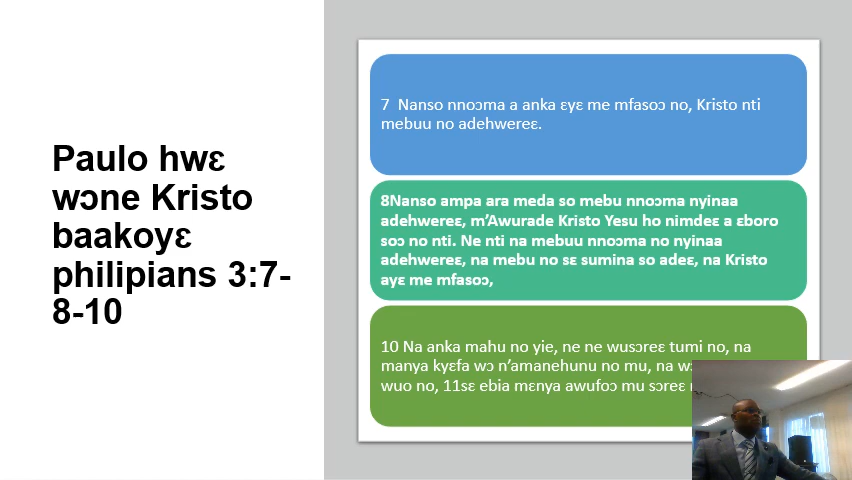 Paulo hwɛ
wɔne Kristo
baakoyɛ
philipians 3:7-
8-10
7 Nanso nnoɔma a anka ɛyɛ me mfasoɔ no, Kristo nti
mebuu no adehwereɛ.
8Nanso ampa ara meda so mebu nnoɔma nyinaa
adehwereɛ, m’Awurade Kristo Yesu ho nimdeɛ a ɛboro
soɔ no nti. Ne nti na mebuu nnoɔma no nyinaa
adehwereɛ, na mebu no sɛ sumina so adeɛ, na Kristo
ayɛ me mfasoɔ,
10 Na anka mahu no yie, ne ne wusɔreɛ tumi no, na
manya kyɛfa wɔ n’amanehunu no mu, na
wuo no, 11sɛ ebia mɛnya awufoɔ mu sɔreɛ